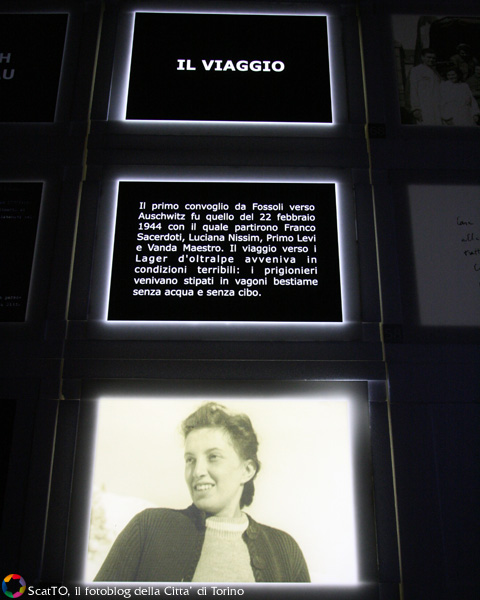 H
LU
IL VIAGGIO
Il primo convoglio da Fossoli verso
Auschwitz fu quello del 22 febbraio
1944 con il quale partirono Franco
Sacerdoti, Luciana Nissim, Primo Levi
e Vanda Maestro. Il viaggio verso i
Lager d'oltralpe avveniva in
condizioni terribili: i prigionieri
venivano stipati in vagoni bestiame
senza acqua e senza cibo.
ScatTO, il fotoblog della Citta' di Torino